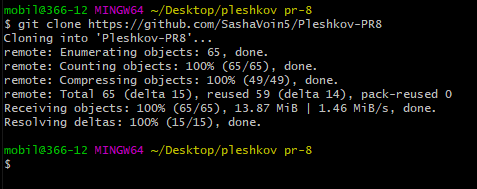 mobil@366-12 MINGW64 ~/Desktop/pleshkov pr-8
$ git clone https://github.com/SashaVoin5/Pleshkov-PR8
Cloning into 'Pleshkov-PR8'...
remote: Enumerating objects: 65, done.
remote: Counting objects: 100% (65/65), done.
remote: Compressing objects: 100% (49/49), done.
remote: Total 65 (delta 15), reused 59 (delta 14), pack-reused 0
Receiving objects: 100% (65/65), 13.87 MiB | 1.46 MiB/s, done.
Resolving deltas: 100% (15/15), done.
mobil@366-12 MINGW64 ~/Desktop/pleshkov pr-8
$